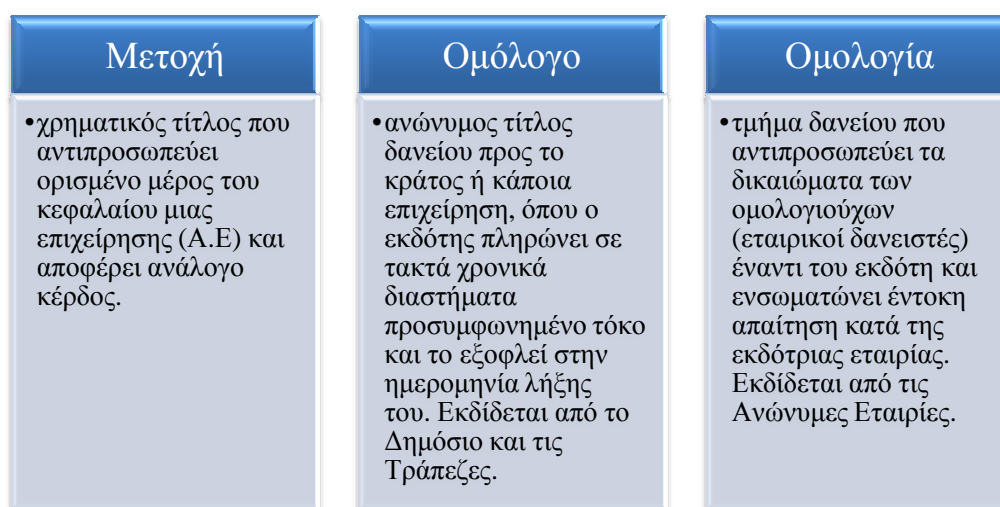 Μετοχή
•χρηματικός τίτλος που
αντιπροσωπεύει
ορισμένο μέρος του
κεφαλαίου μιας
επιχείρησης (Α.Ε) και
αποφέρει ανάλογο
κέρδος.
Ομόλογο
•ανώνυμος τίτλος
δανείου προς το
κράτος ή κάποια
επιχείρηση, όπου ο
εκδότης πληρώνει σε
τακτά χρονικά
διαστήματα
προσυμφωνημένο τόκο
και το εξοφλεί στην
ημερομηνία λήξης
του. Εκδίδεται από το
Δημόσιο και τις
Τράπεζες.
Ομολογία
•τμήμα δανείου που
αντιπροσωπεύει τα
δικαιώματα των
ομολογιούχων
(εταιρικοί δανειστές)
έναντι του εκδότη και
ενσωματώνει έντοκη
απαίτηση κατά της
εκδότριας εταιρίας.
Εκδίδεται από τις
Ανώνυμες Εταιρίες.